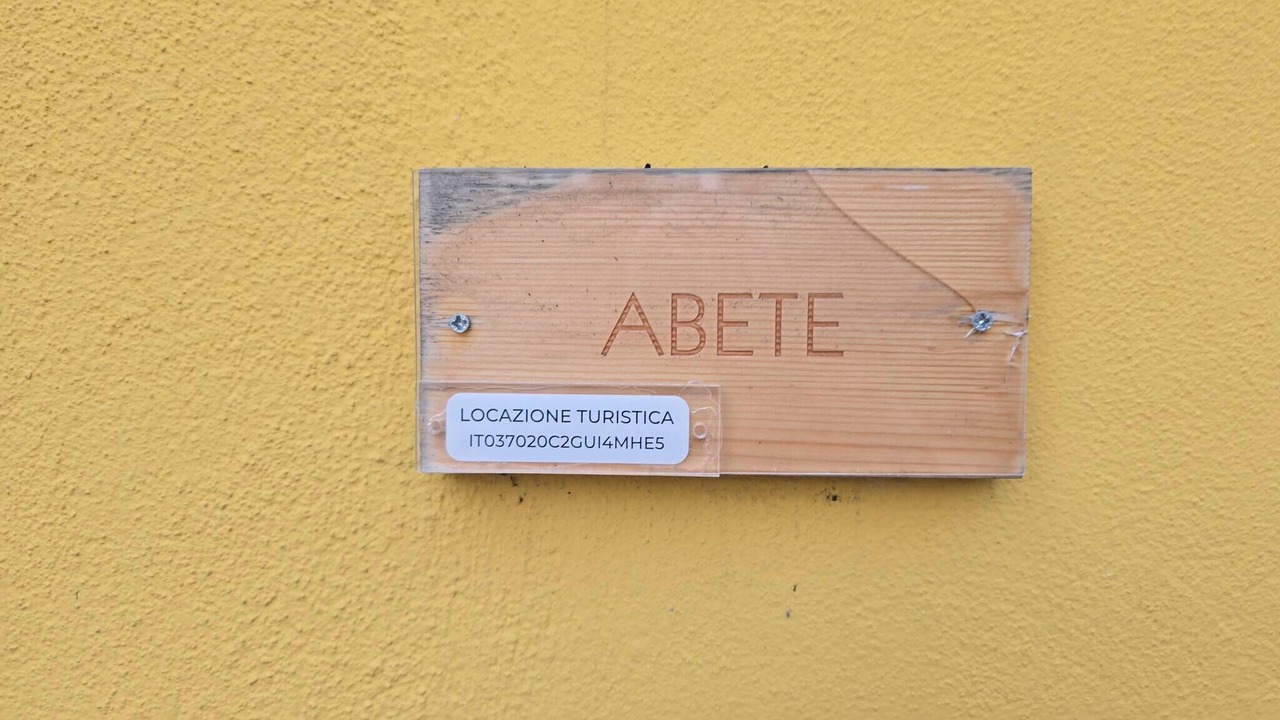 ABETE
LOCAZIONE TURISTICA
IT037020C2GUI4MHE5